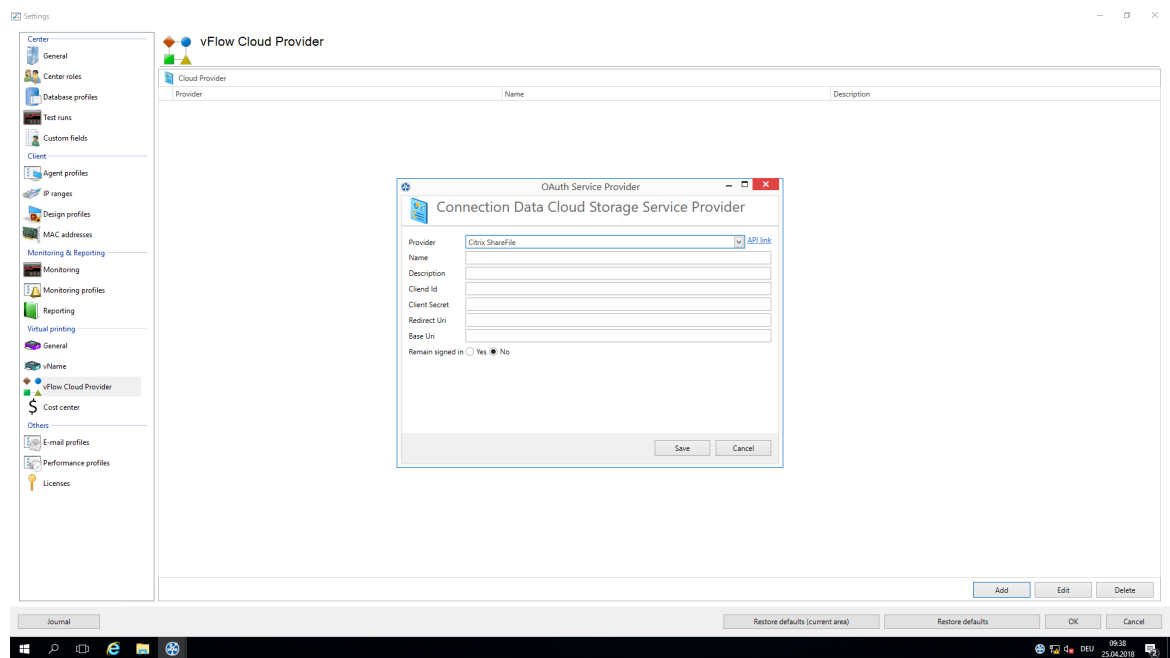 Settings
Center
General
Center roles
Database profiles
Test runs
Custom fields
Client
Agent profiles
IP ranges
Design profiles
MAC addresses
Monitoring & Reporting
Monitoring
Monitoring profiles
Reporting
Virtual printing
General
vName
vFlow Cloud Provider
$ Cost center
Others
E-mail profiles
Performance profiles
Licenses
vFlow Cloud Provider
Cloud Provider
Provider Name Description
OAuth Service Provider
Connection Data Cloud Storage Service Provider
Provider Citrix ShareFile API link
Name
Description
Cliend Id
Client Secret
Redirect Uri
Base Uri
Remain signed in Yes No
Save Cancel
Add Edit Delete
Journal Restore defaults (current area) Restore defaults OK Cancel
DEU 09:38
25.04.2018 2